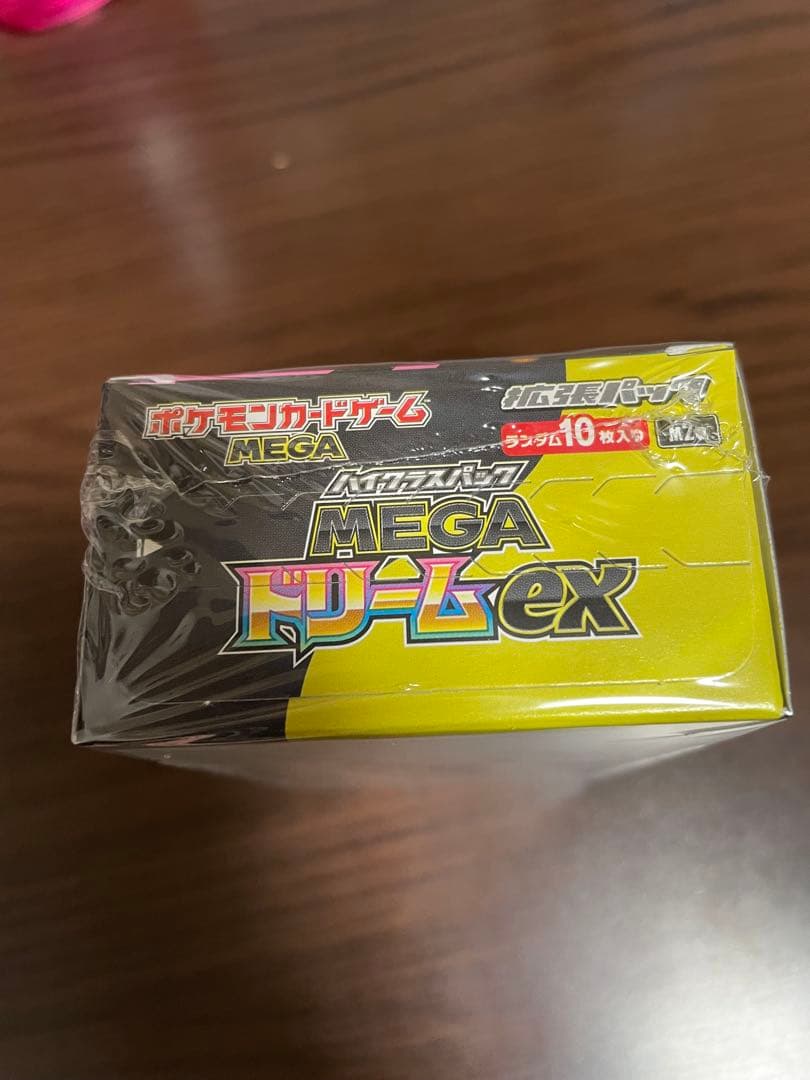 ポケモンカードゲーム
MEGA
拡張パック
ランダム10枚入り
ハイクラスパック
MEGA
ドリームex